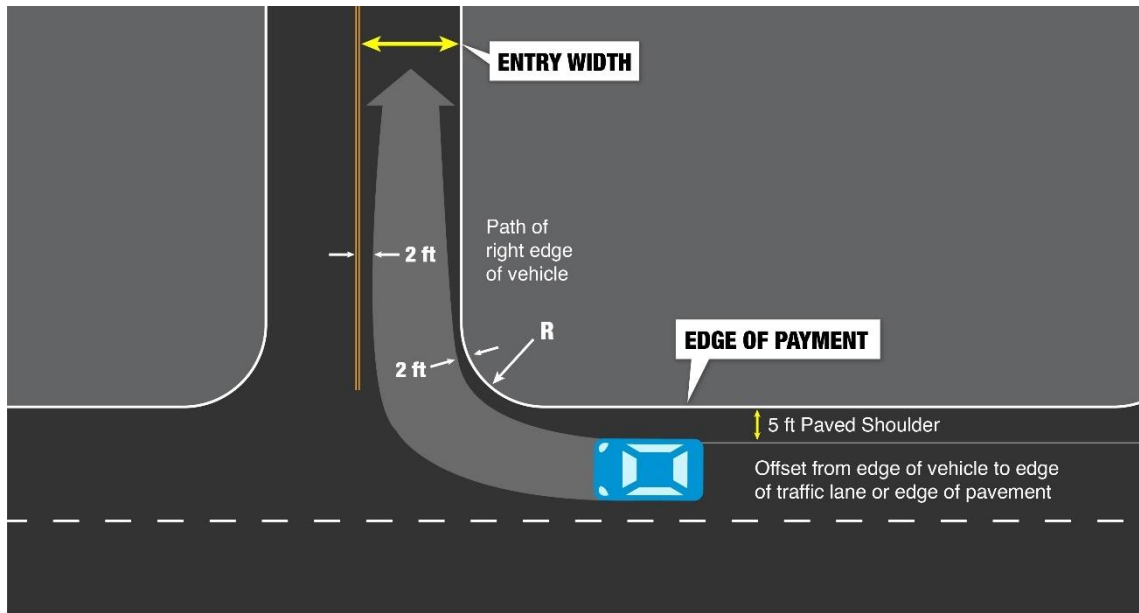 ENTRY WIDTH
Path of
right edge
of vehicle
2 ft
R
EDGE OF PAYMENT
2 ft
5 ft Paved Shoulder
Offset from edge of vehicle to edge
of traffic lane or edge of pavement